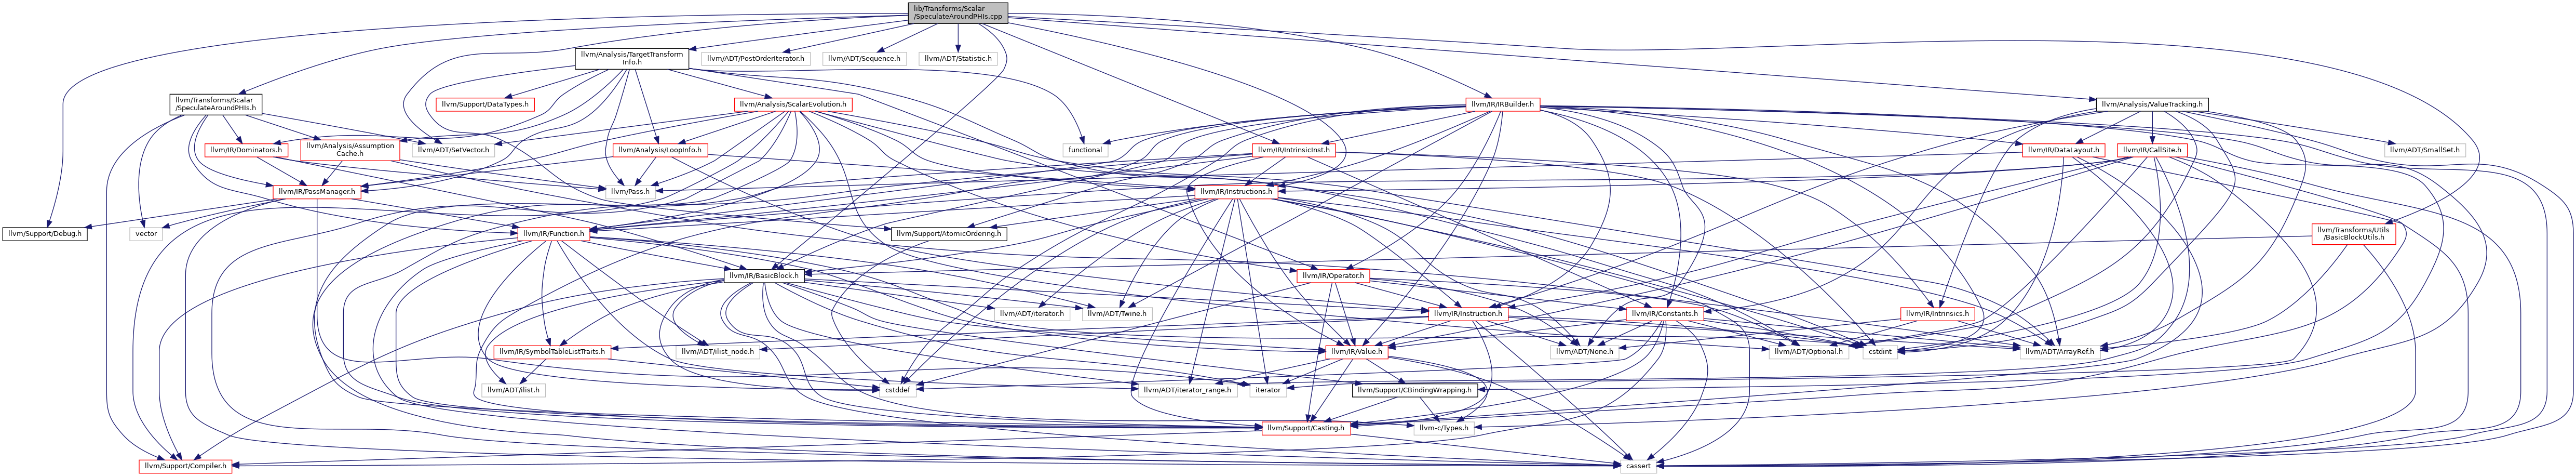 lib/Transforms/Scalar
/SpeculateAroundPHIs.cpp
llvm/Analysis/TargetTransform
Info.h
llvm/ADT/PostOrderIterator.h
llvm/ADT/Sequence.h
llvm/ADT/Statistic.h
llvm/Transforms/Scalar
/SpeculateAroundPHIs.h
llvm/Support/DataTypes.h
llvm/Analysis/ScalarEvolution.h
llvm/IR/IRBuilder.h
llvm/Analysis/ValueTracking.h
llvm/IR/Dominators.h
llvm/Analysis/Assumption
Cache.h
llvm/ADT/SetVector.h
llvm/Analysis/LoopInfo.h
functional
llvm/IR/IntrinsicInst.h
llvm/IR/DataLayout.h
llvm/IR/CallSite.h
llvm/ADT/SmallSet.h
llvm/IR/PassManager.h
llvm/Pass.h
llvm/IR/Instructions.h
llvm/Support/Debug.h
vector
llvm/IR/Function.h
llvm/Support/AtomicOrdering.h
llvm/Transforms/Utils
/BasicBlockUtils.h
llvm/IR/BasicBlock.h
llvm/IR/Operator.h
llvm/ADT/iterator.h
llvm/ADT/Twine.h
llvm/IR/Instruction.h
llvm/IR/Constants.h
llvm/IR/Intrinsics.h
llvm/IR/SymbolTableListTraits.h
llvm/ADT/ilist_node.h
llvm/IR/Value.h
llvm/ADT/None.h
llvm/ADT/Optional.h
cstdint
llvm/ADT/ArrayRef.h
llvm/ADT/ilist.h
cstddef
llvm/ADT/iterator_range.h
iterator
llvm/Support/CBindingWrapping.h
llvm/Support/Casting.h
llvm-c/Types.h
llvm/Support/Compiler.h
cassert